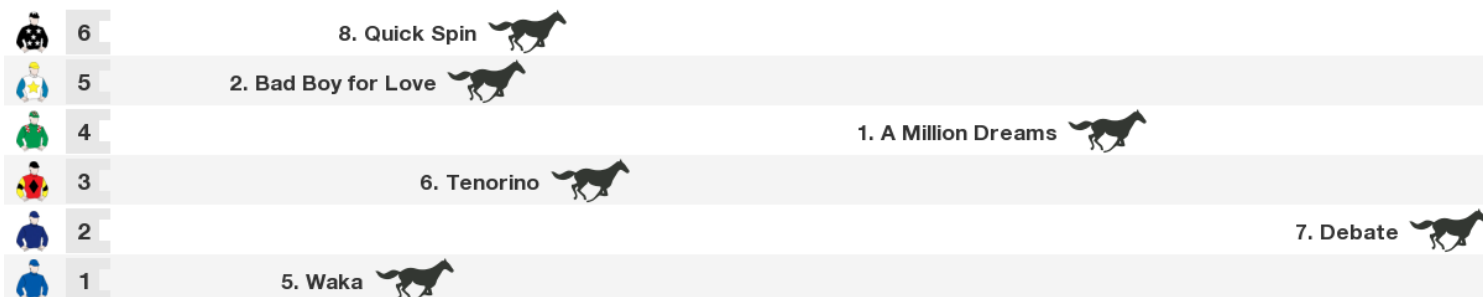 6 8. Quick Spin
5 2. Bad Boy for Love
4 1. A Million Dreams
3 6. Tenorino
2 7. Debate
1 5. Waka